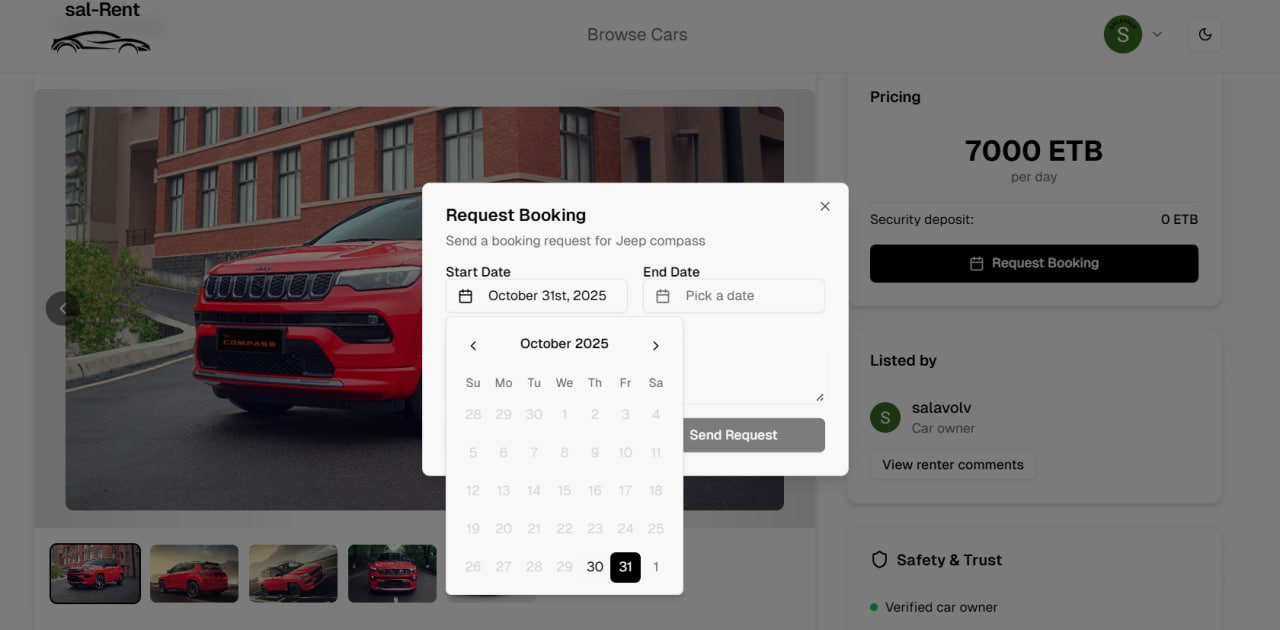 sal-Rent
Browse Cars
S
Pricing
7000 ETB
per day
Security deposit: 0 ETB
Request Booking
Listed by
S
salavolv
Car owner
View renter comments
Safety & Trust
Verified car owner
Request Booking
Send a booking request for Jeep compass
Start Date End Date
October 31st, 2025 Pick a date
October 2025
Su Mo Tu We Th Fr Sa
28 29 30 1 2 3 4
5 6 7 8 9 10 11
12 13 14 15 16 17 18
19 20 21 22 23 24 25
26 27 28 29 30 31 1
Send Request
Jeep
COMPASS